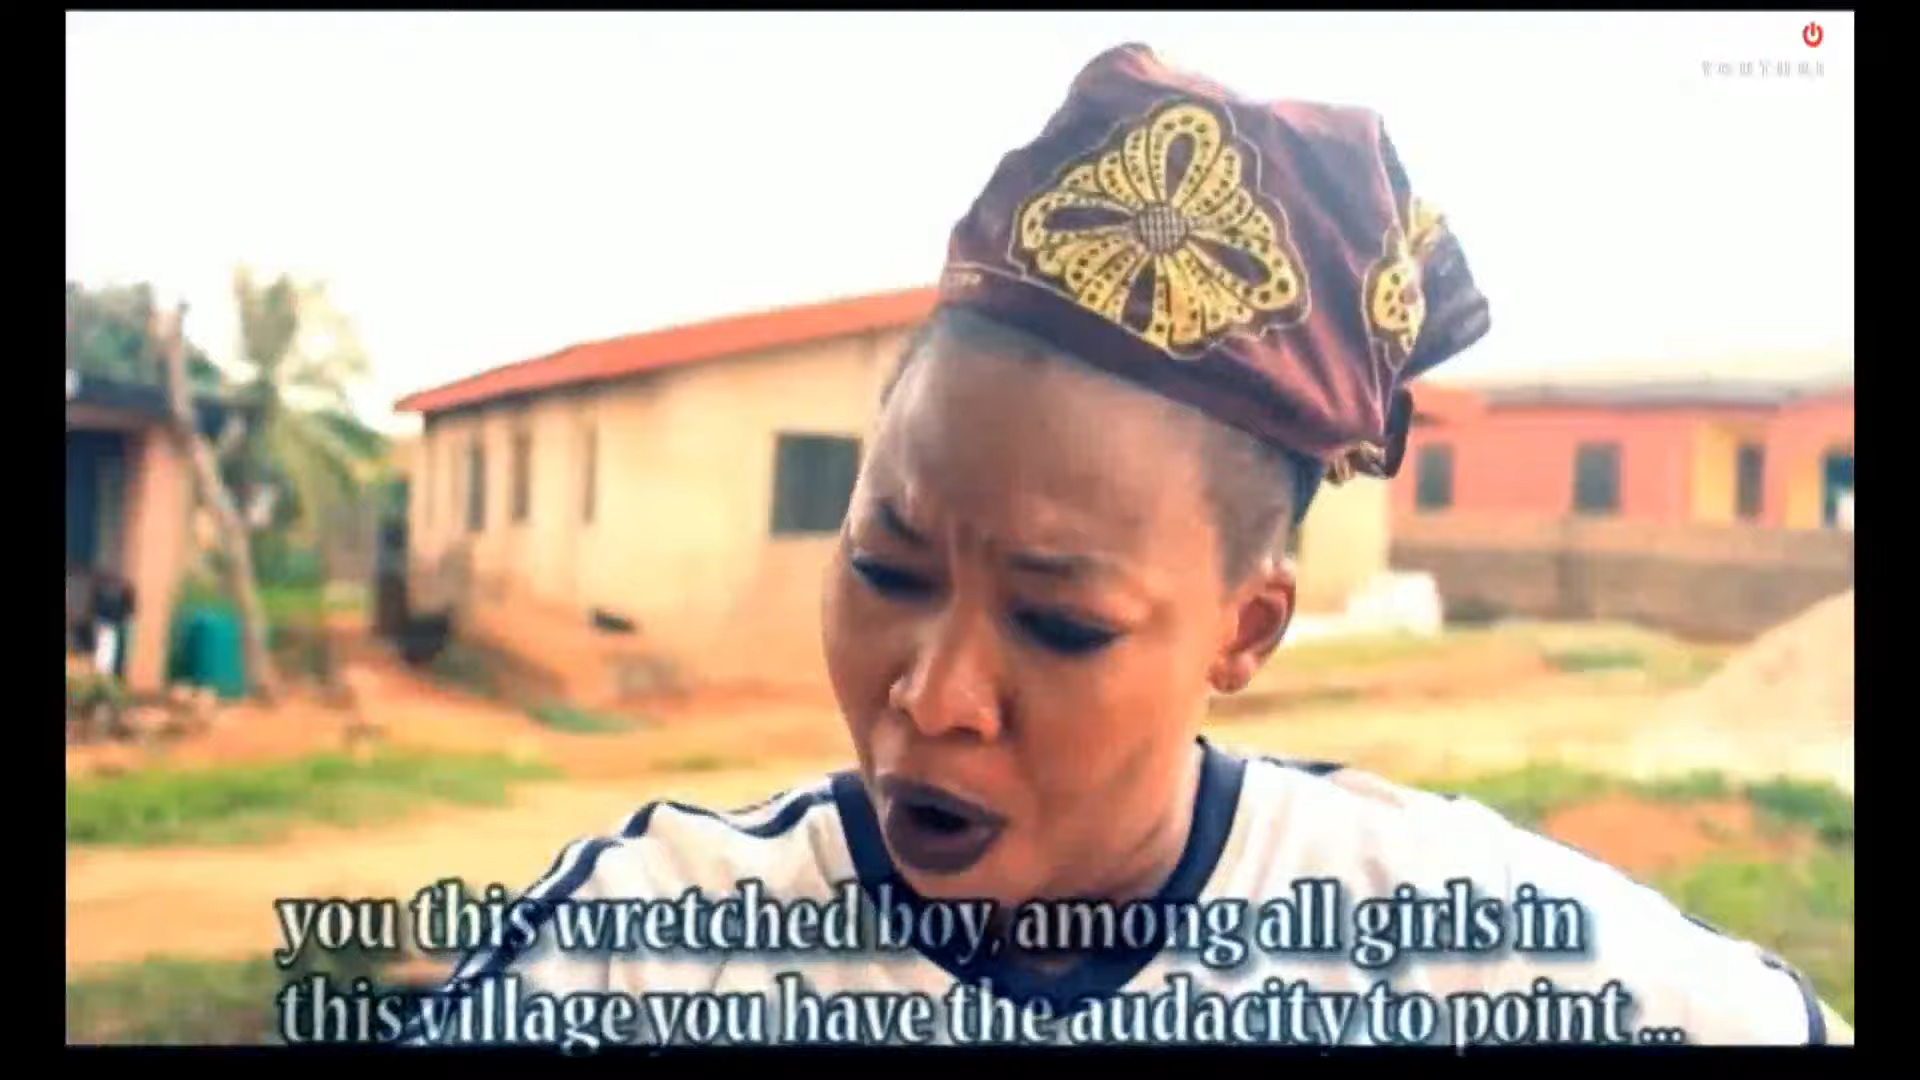 you this wretched boy, among all girls in
this village you have the audacity to point ...